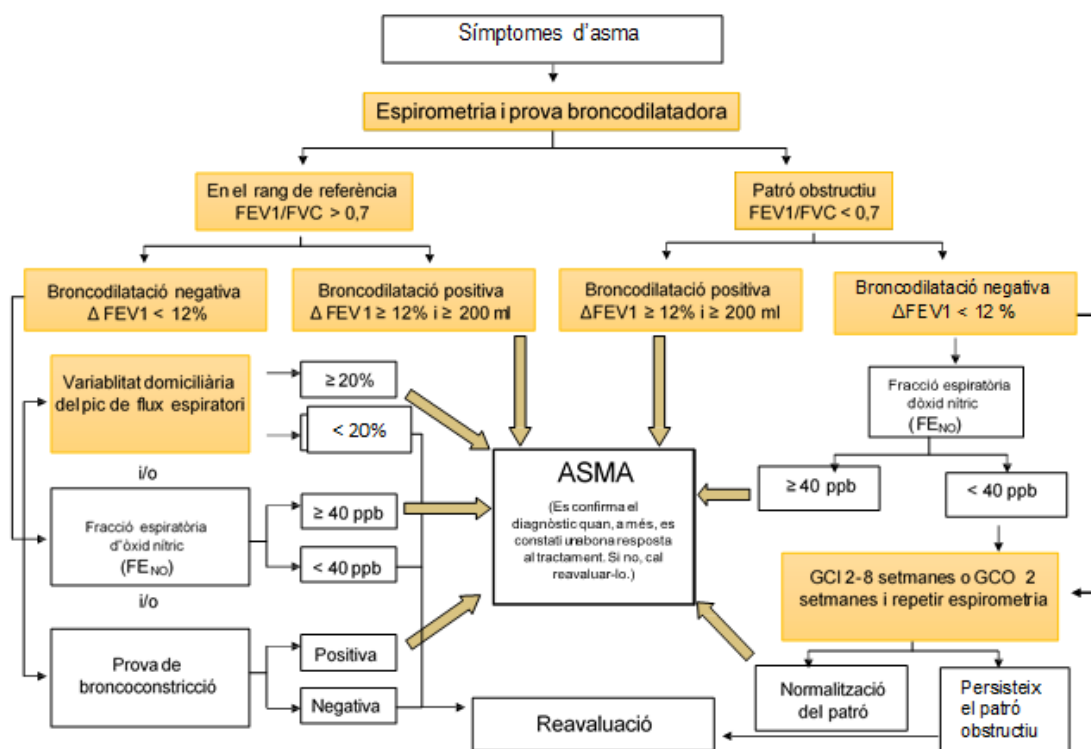 Símptomes d'asma
Espirometria i prova broncodilatadora
En el rang de referència
FEV1/FVC > 0,7
Patró obstructiu
FEV1/FVC < 0,7
Broncodilatació negativa
Δ FEV1 < 12%
Broncodilatació positiva
Δ FEV1 ≥ 12% i ≥ 200 ml
Broncodilatació positiva
ΔFEV1 ≥ 12% i ≥ 200 ml
Broncodilatació negativa
ΔFEV1 < 12 %
Variablitat domiciliària
del pic de flux espiratori
≥ 20%
< 20%
i/o
Fracció espiratòria
d'òxid nítric
(FENO)
≥ 40 ppb
< 40 ppb
i/o
Prova de
broncoconstricció
Positiva
Negativa
ASMA
(Es confirma el
diagnòstic quan, a més, es
constati unabona resposta
al tractament. Si no, cal
reavaluar-lo.)
Reavaluació
Fracció espiratòria
d'òxid nítric
(FENO)
≥ 40 ppb
< 40 ppb
GCI 2-8 setmanes o GCO 2
setmanes i repetir espirometria
Normalització
del patró
Persisteix
el patró
obstructiu